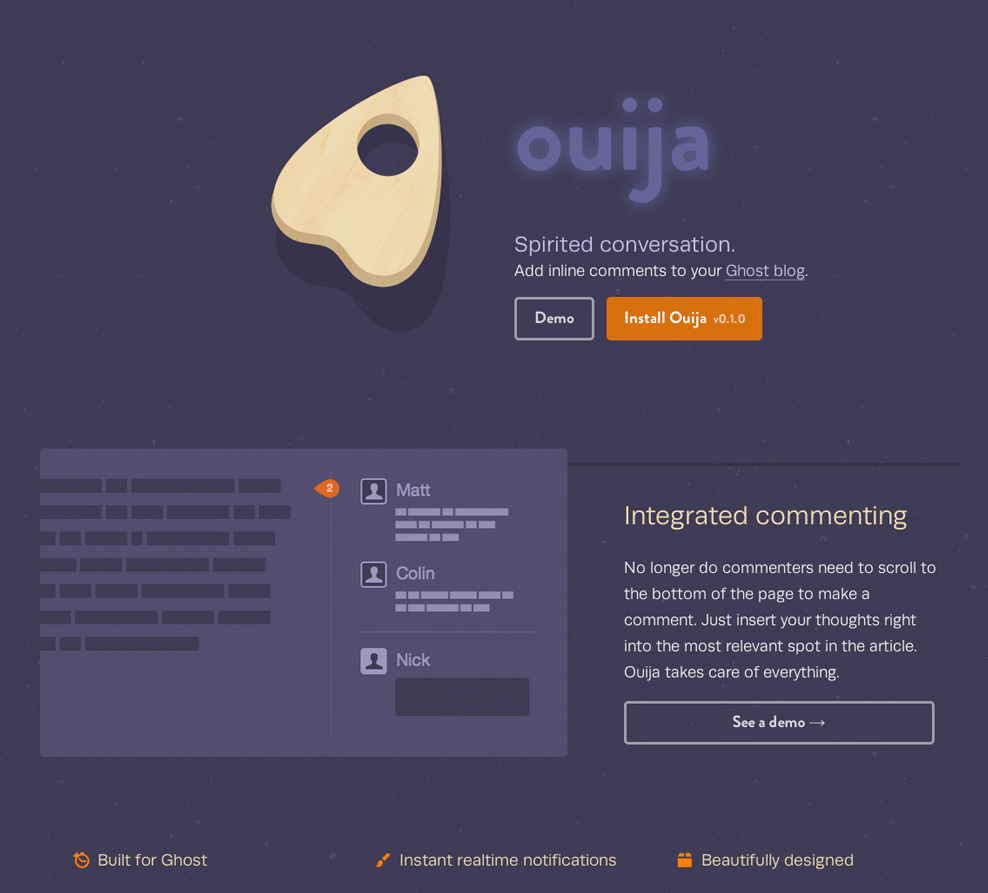 ouija
Spirited conversation.
Add inline comments to your Ghost blog.
Demo
Install Ouija v0.1.0
2
Matt
Colin
Nick
Integrated commenting
No longer do commenters need to scroll to
the bottom of the page to make a
comment. Just insert your thoughts right
into the most relevant spot in the article.
Ouija takes care of everything.
See a demo →
Built for Ghost
Instant realtime notifications
Beautifully designed